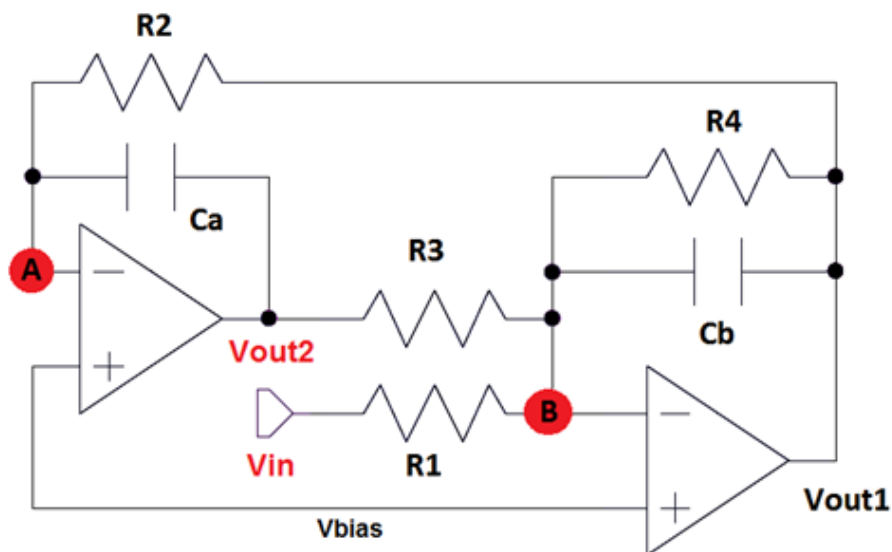 R2
R4
Ca
A
−
R3
Cb
+
Vout2
B
−
Vin
R1
Vout1
+
Vbias